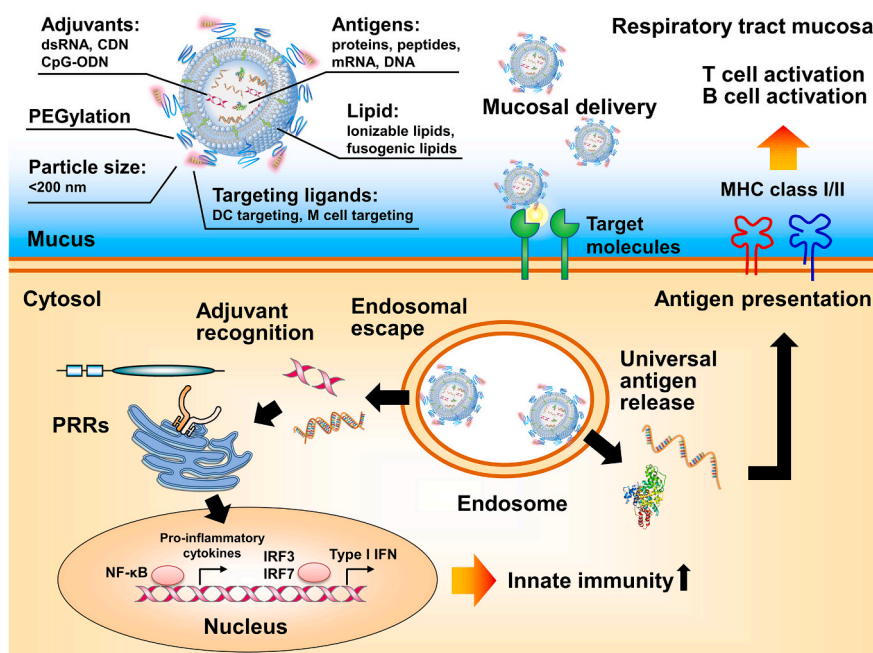 Adjuvants:
dsRNA, CDN
CpG-ODN
Antigens:
proteins, peptides,
mRNA, DNA
PEGylation
Lipid:
Ionizable lipids,
fusogenic lipids
Particle size:
<200 nm
Targeting ligands:
DC targeting, M cell targeting
Mucus
Mucosal delivery
Target
molecules
Respiratory tract mucosa
T cell activation
B cell activation
MHC class I/II
Cytosol
Adjuvant
recognition
Endosomal
escape
Antigen presentation
Universal
antigen
release
PRRs
Endosome
Pro-inflammatory
cytokines
NF-κB
IRF3
IRF7
Type I IFN
Nucleus
Innate immunity